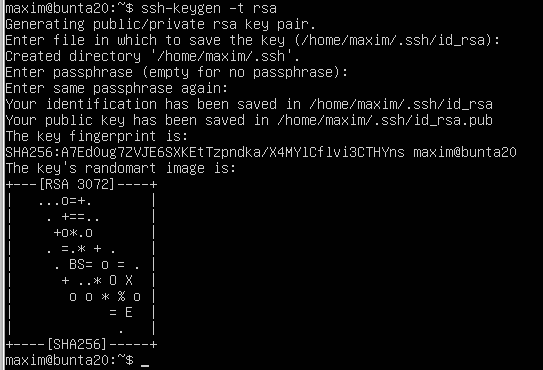 maxim@bunta20:~$ ssh-keygen -t rsa
Generating public/private rsa key pair.
Enter file in which to save the key (/home/maxim/.ssh/id_rsa):
Created directory '/home/maxim/.ssh'.
Enter passphrase (empty for no passphrase):
Enter same passphrase again:
Your identification has been saved in /home/maxim/.ssh/id_rsa
Your public key has been saved in /home/maxim/.ssh/id_rsa.pub
The key fingerprint is:
SHA256:A7EdOug7ZVJE6SXKEtTzpndka/X4MYlCflvi3CTHYns maxim@bunta20
The key's randomart image is:
+---[RSA 3072]----+
|   ...o=+.       |
|    . +==..      |
|     +o*.o       |
|    . =.* + .    |
|     . BS= o = . |
|      + ..* O X  |
|       o o * % o |
|            = E  |
|             .   |
+----[SHA256]-----+
maxim@bunta20:~$ _